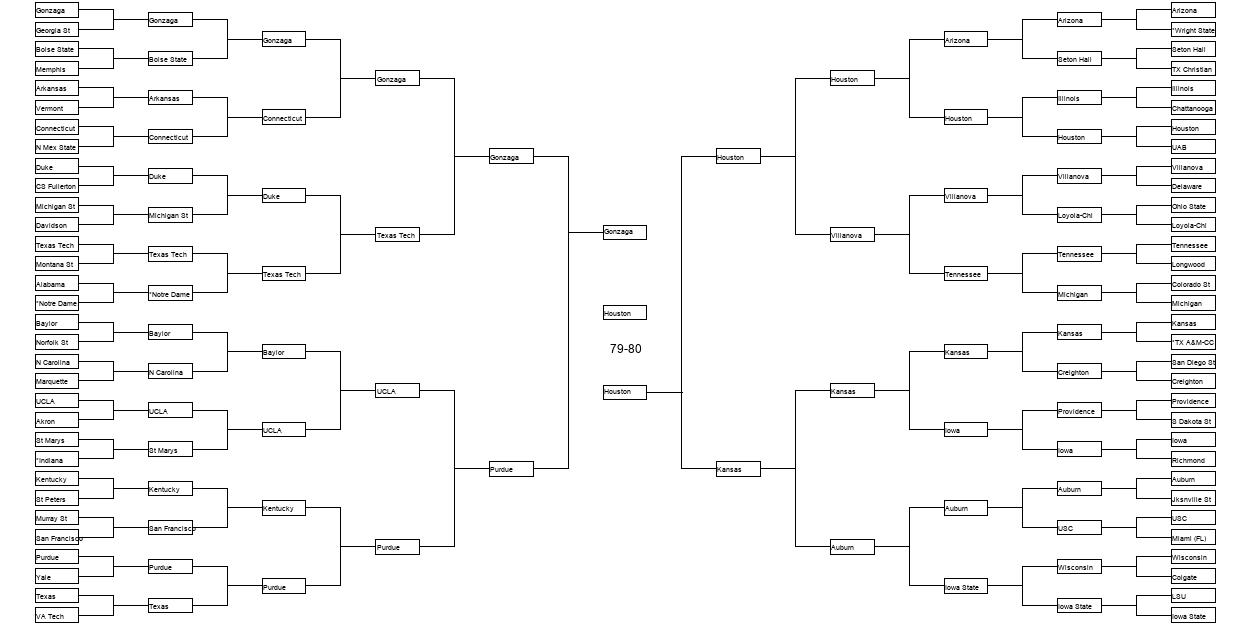 Gonzaga
Georgia St
Boise State
Memphis
Arkansas
Vermont
Connecticut
N Mex State
Duke
CS Fullerton
Michigan St
Davidson
Texas Tech
Montana St
Alabama
*Notre Dame
Baylor
Norfolk St
N Carolina
Marquette
UCLA
Akron
St Marys
*Indiana
Kentucky
St Peters
Murray St
San Francisco
Purdue
Yale
Texas
VA Tech
Gonzaga
Boise State
Arkansas
Connecticut
Duke
Michigan St
Texas Tech
*Notre Dame
Baylor
N Carolina
UCLA
St Marys
Kentucky
San Francisco
Purdue
Texas
Gonzaga
Connecticut
Duke
Texas Tech
Baylor
UCLA
Kentucky
Purdue
Gonzaga
Texas Tech
UCLA
Purdue
Gonzaga
Purdue
Gonzaga
Houston
79-80
Houston
Houston
Kansas
Houston
Villanova
Kansas
Auburn
Arizona
Houston
Villanova
Tennessee
Kansas
Iowa
Auburn
Iowa State
Arizona
Seton Hall
Illinois
Houston
Villanova
Loyola-Chi
Tennessee
Michigan
Kansas
Creighton
Providence
Iowa
Auburn
USC
Wisconsin
Iowa State
Arizona
*Wright State
Seton Hall
TX Christian
Illinois
Chattanooga
Houston
UAB
Villanova
Delaware
Ohio State
Loyola-Chi
Tennessee
Longwood
Colorado St
Michigan
Kansas
*TX A&M-CC
San Diego St
Creighton
Providence
S Dakota St
Iowa
Richmond
Auburn
Jksnville St
USC
Miami (FL)
Wisconsin
Colgate
LSU
Iowa State